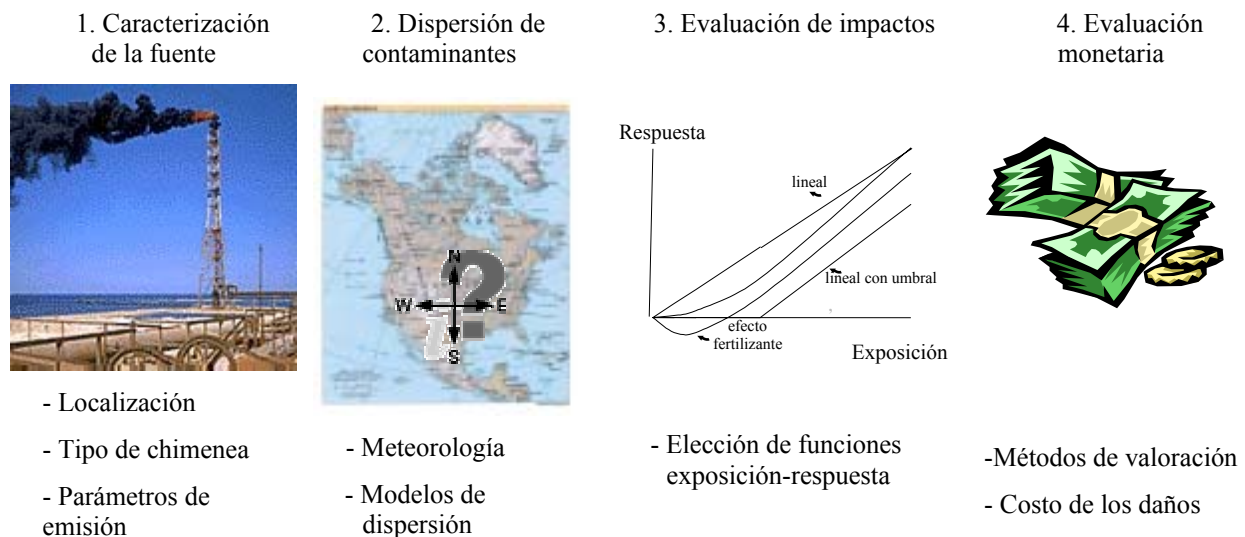 1. Caracterización
de la fuente
- Localización
- Tipo de chimenea
- Parámetros de
emisión
2. Dispersión de
contaminantes
N
W
E
S
- Meteorología
- Modelos de
dispersión
3. Evaluación de impactos
Respuesta
lineal
lineal con umbral
efecto
fertilizante
Exposición
- Elección de funciones
exposición-respuesta
4. Evaluación
monetaria
-Métodos de valoración
- Costo de los daños